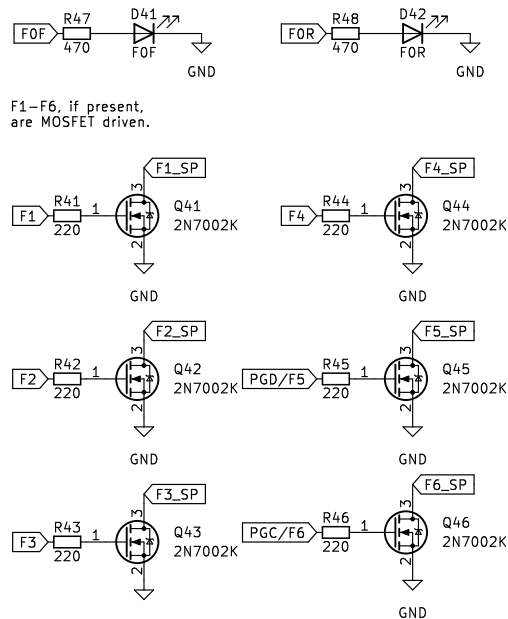 R47 D41 R48 D42
F0F F0R
470 F0F 470 F0R
GND GND
F1-F6, if present,
are MOSFET driven.
F1_SP F4_SP
3 3
R41 Q41 R44 Q44
F1 1 F4 1
220 2N7002K 220 2N7002K
2 2
GND GND
F2_SP F5_SP
3 3
R42 Q42 R45 Q45
F2 1 PGD/F5 1
220 2N7002K 220 2N7002K
2 2
GND GND
F3_SP F6_SP
3 3
R43 Q43 R46 Q46
F3 1 PGC/F6 1
220 2N7002K 220 2N7002K
2 2
GND